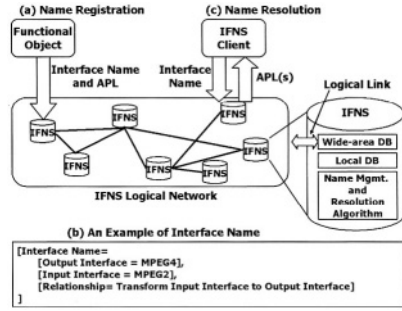 (a) Name Registration
(c) Name Resolution
Functional
Object
IFNS
Client
Interface Name
and APL
Interface
Name
APL(s)
Logical Link
IFNS
IFNS
IFNS
IFNS
IFNS
IFNS
IFNS
IFNS
Wide-area DB
Local DB
Name Mgmt.
and
Resolution
Algorithm
IFNS Logical Network
(b) An Example of Interface Name
[Interface Name=
[Output Interface = MPEG4],
[Input Interface = MPEG2],
[Relationship= Transform Input Interface to Output Interface]
]